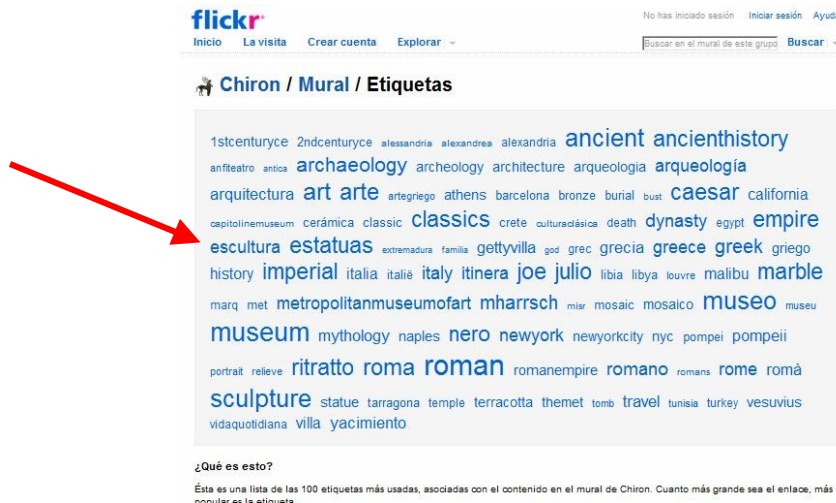 flickr
No has iniciado sesión Iniciar sesión Ayuda
Inicio La visita Crear cuenta Explorar
Buscar en el mural de este grupo Buscar
Chiron / Mural / Etiquetas
1stcenturyce 2ndcenturyce alessandria alexandrea alexandria ancient ancienthistory
anfiteatro antica archaeology archeology architecture arqueologia arqueología
arquitectura art arte artegriego athens barcelona bronze burial bust caesar california
capitolinemuseum cerámica classic classics crete culturaclásica death dynasty egypt empire
escultura estatuas extremadura familia gettyvilla god grec grecia greece greek griego
history imperial italia italië italy itinera joe julio libia libya louvre malibu marble
marq met metropolitanmuseumofart mharrsch misr mosaic mosaico museo museu
museum mythology naples nero newyork newyorkcity nyc pompei pompeii
portrait relieve ritratto roma roman romanempire romano romans rome romà
sculpture statue tarragona temple terracotta themet tomb travel tunisia turkey vesuvius
vidaquotidiana villa yacimiento
¿Qué es esto?
Ésta es una lista de las 100 etiquetas más usadas, asociadas con el contenido en el mural de Chiron. Cuanto más grande sea el enlace, más
popular es la etiqueta.